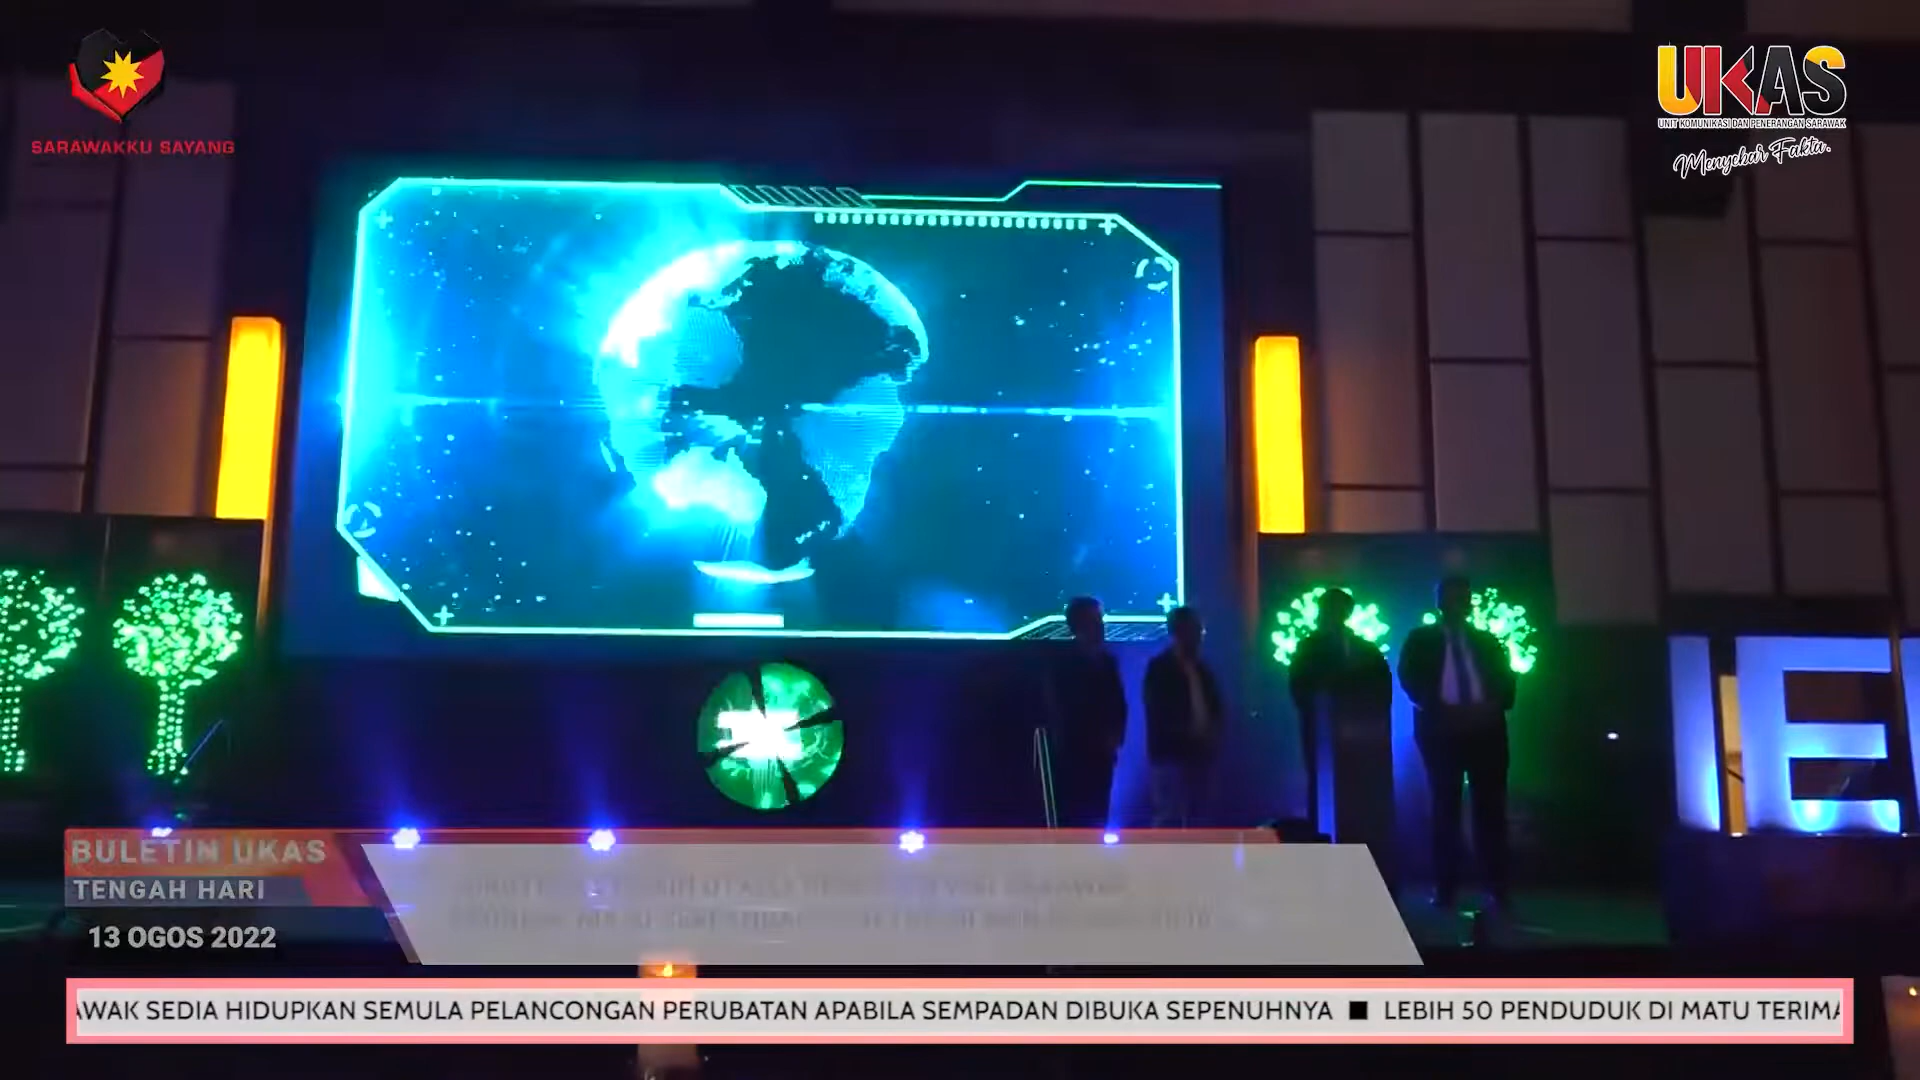 SARAWAKKU SAYANG
UKAS
UNIT KOMUNIKASI DAN PENERANGAN SARAWAK
Menyebar Fakta.
E
BULETIN UKAS
TENGAH HARI
13 OGOS 2022
AWAK SEDIA HIDUPKAN SEMULA PELANCONGAN PERUBATAN APABILA SEMPADAN DIBUKA SEPENUHNYA ■ LEBIH 50 PENDUDUK DI MATU TERIMA